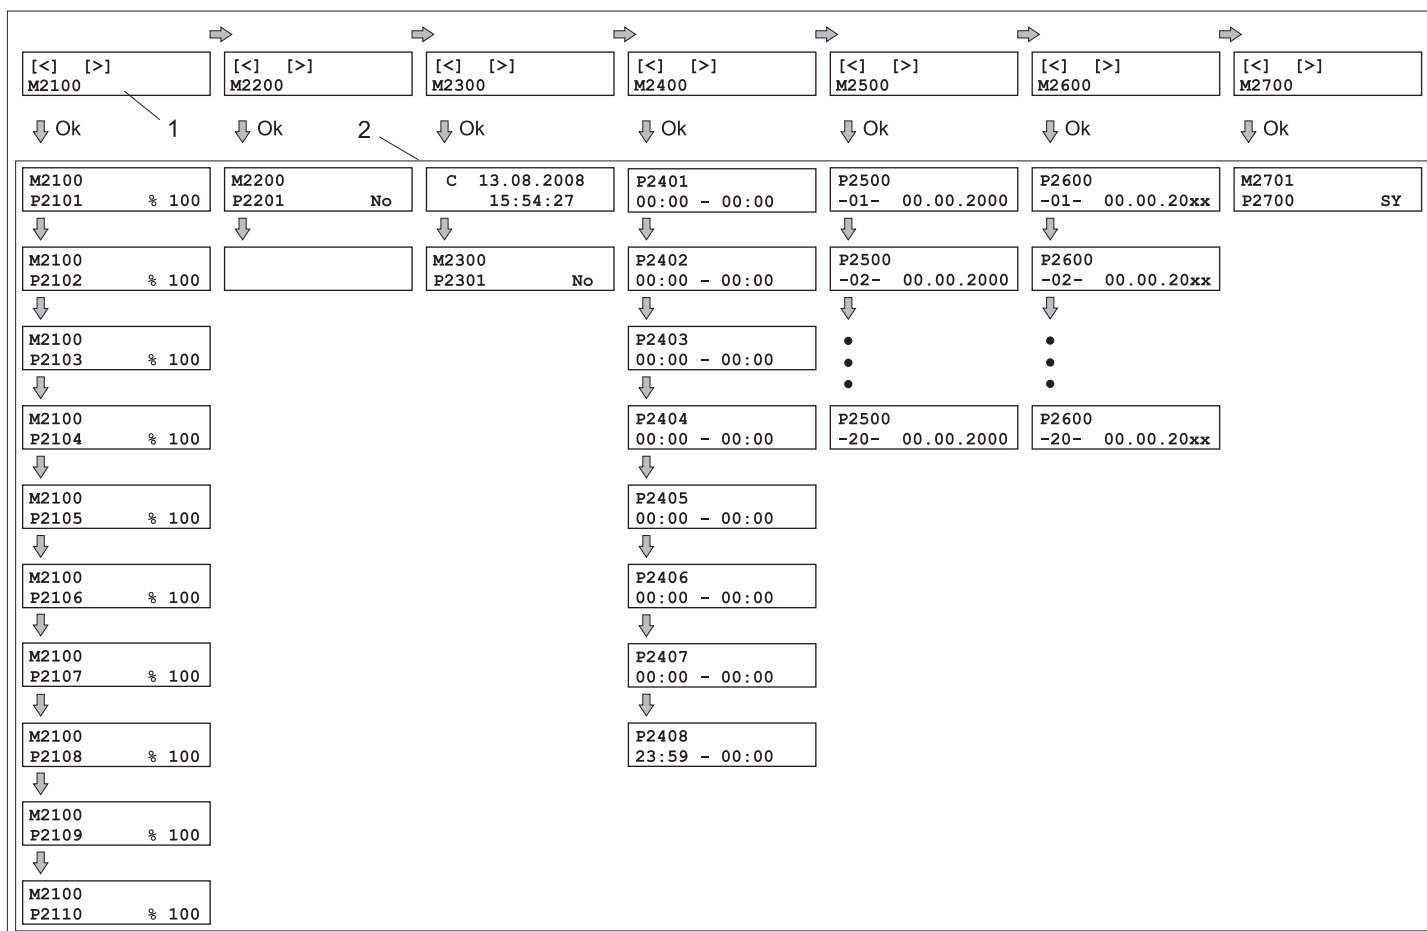 [<] [>]
M2100
[<] [>]
M2200
[<] [>]
M2300
[<] [>]
M2400
[<] [>]
M2500
[<] [>]
M2600
[<] [>]
M2700
Ok
1
Ok
2
Ok
Ok
Ok
Ok
Ok
M2100
P2101 % 100
M2100
P2102 % 100
M2100
P2103 % 100
M2100
P2104 % 100
M2100
P2105 % 100
M2100
P2106 % 100
M2100
P2107 % 100
M2100
P2108 % 100
M2100
P2109 % 100
M2100
P2110 % 100
M2200
P2201 No
C 13.08.2008
15:54:27
M2300
P2301 No
P2401
00:00 - 00:00
P2402
00:00 - 00:00
P2403
00:00 - 00:00
P2404
00:00 - 00:00
P2405
00:00 - 00:00
P2406
00:00 - 00:00
P2407
00:00 - 00:00
P2408
23:59 - 00:00
P2500
-01- 00.00.2000
P2500
-02- 00.00.2000
P2500
-20- 00.00.2000
P2600
-01- 00.00.20xx
P2600
-02- 00.00.20xx
P2600
-20- 00.00.20xx
M2701
P2700 SY